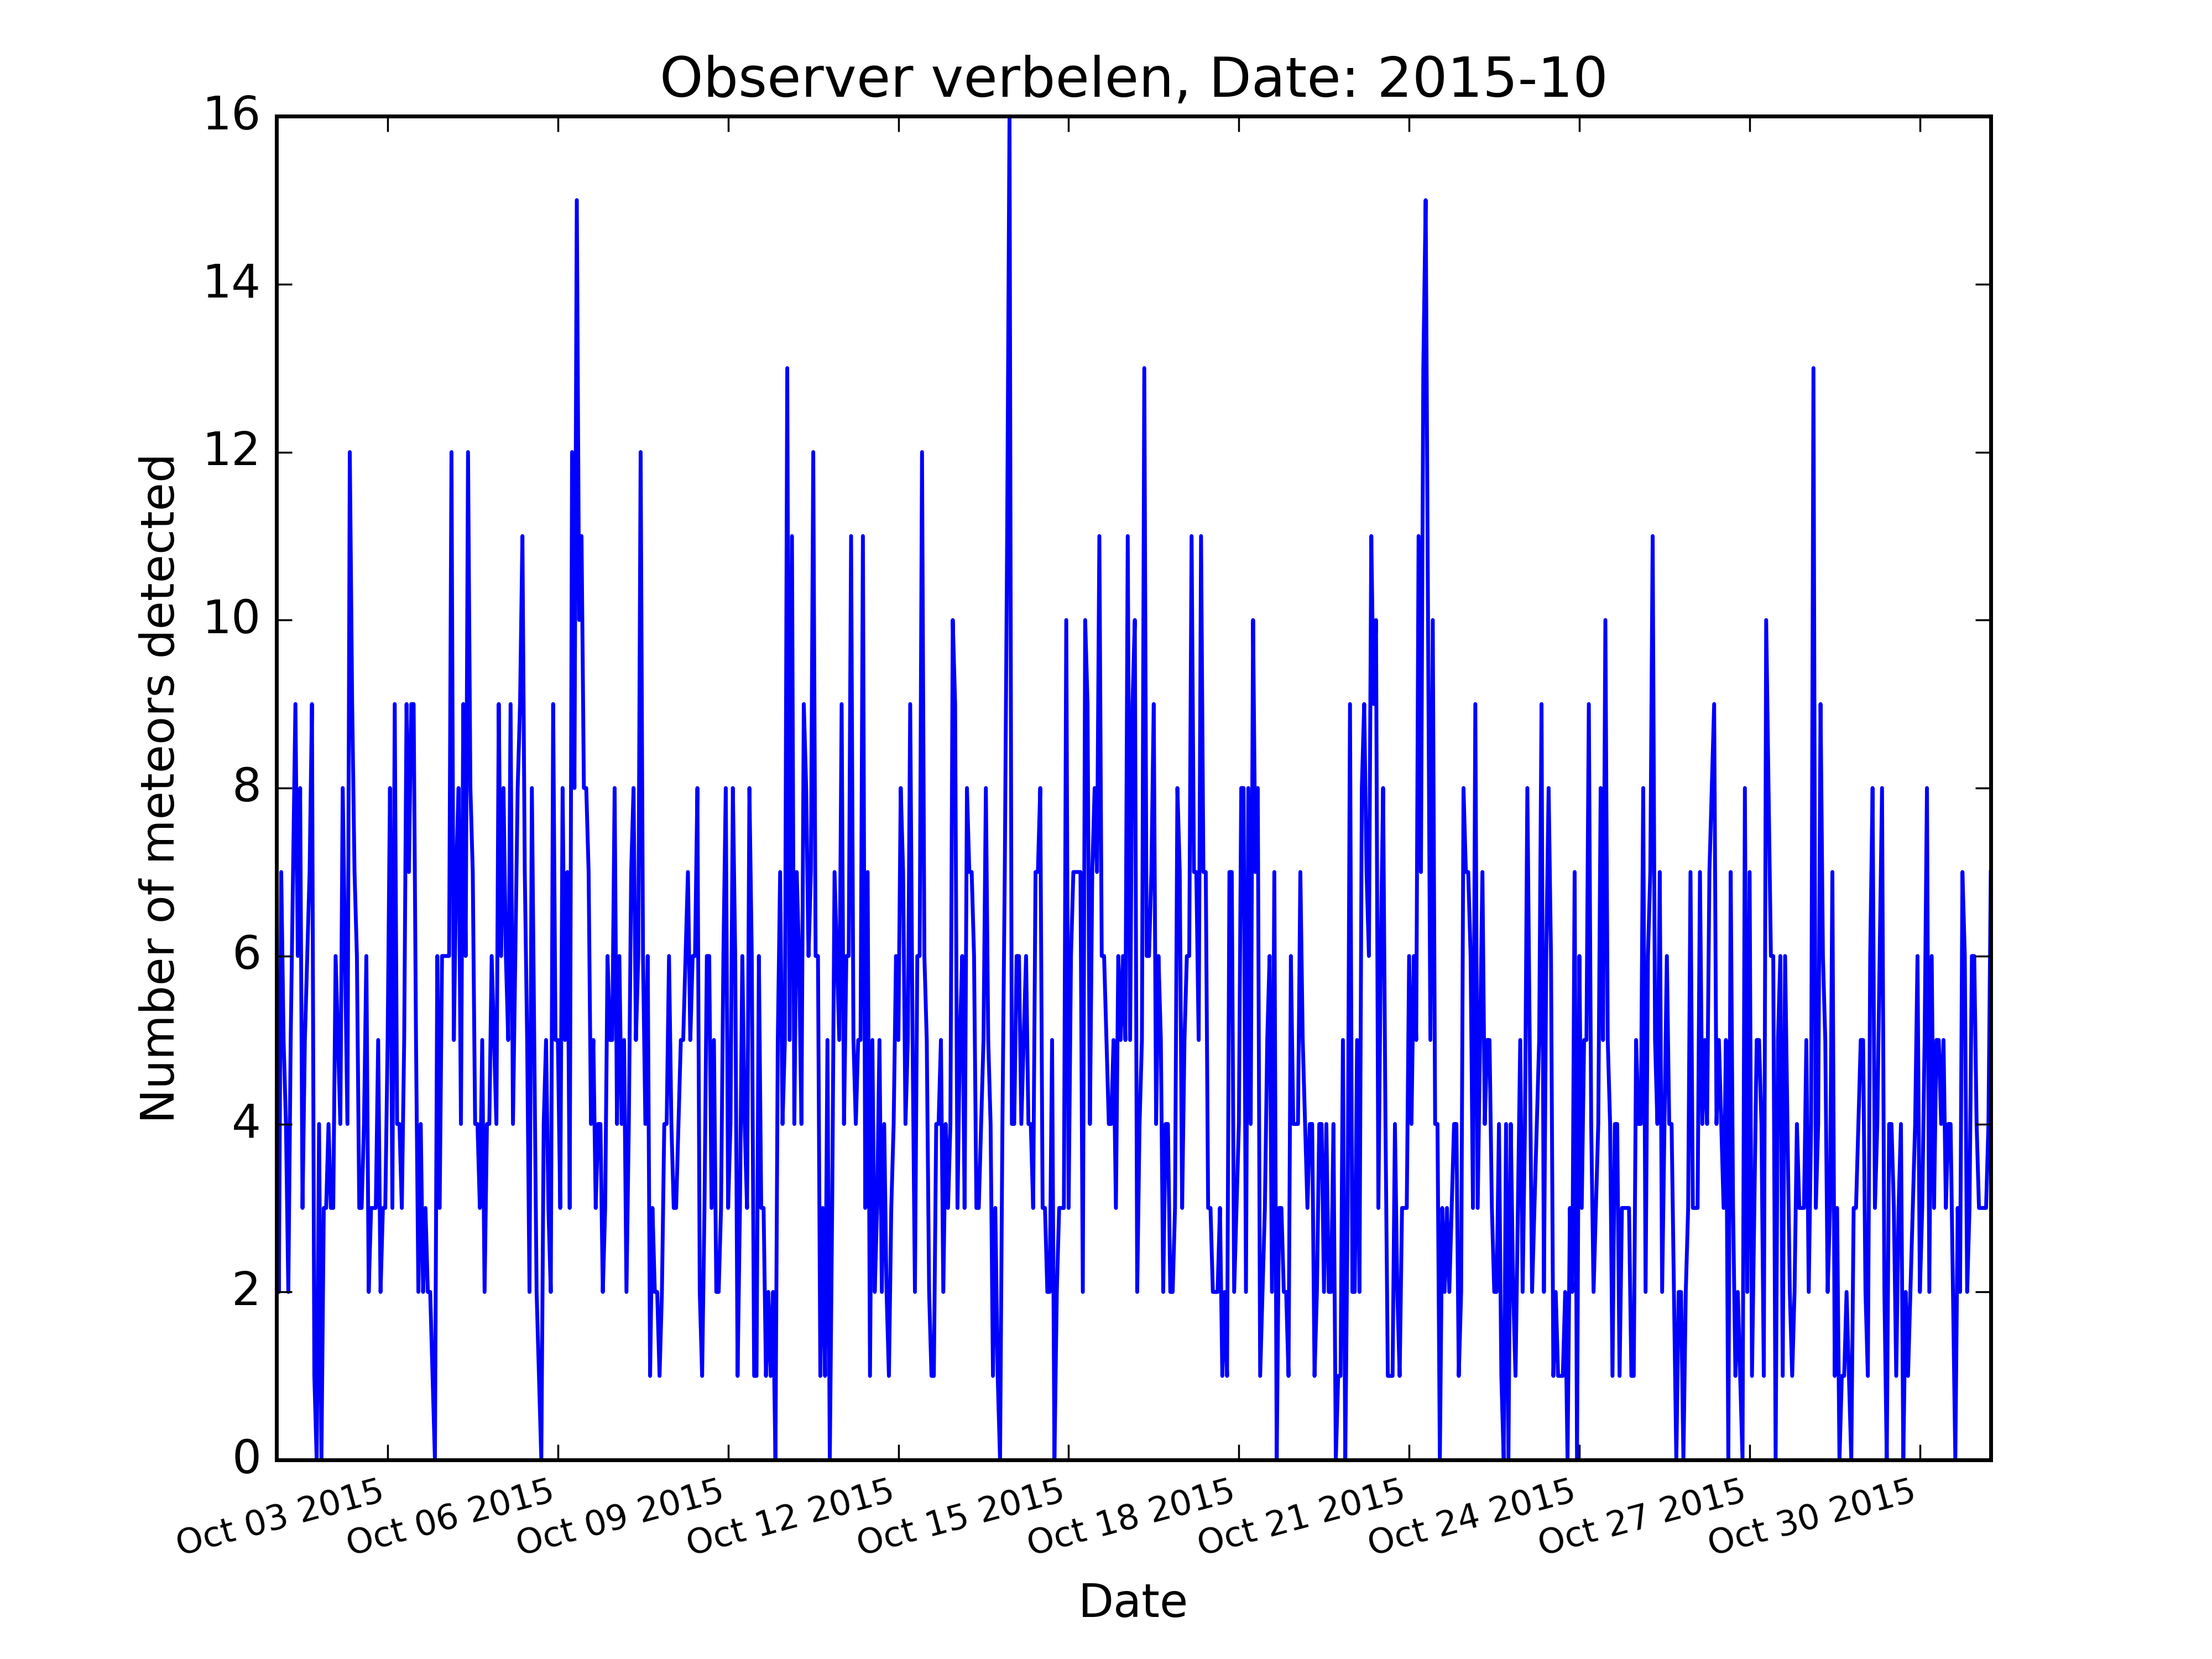 Observer verbelen, Date: 2015-10
Number of meteors detected
16
14
12
10
8
6
4
2
0
Oct 03 2015
Oct 06 2015
Oct 09 2015
Oct 12 2015
Oct 15 2015
Oct 18 2015
Oct 21 2015
Oct 24 2015
Oct 27 2015
Oct 30 2015
Date